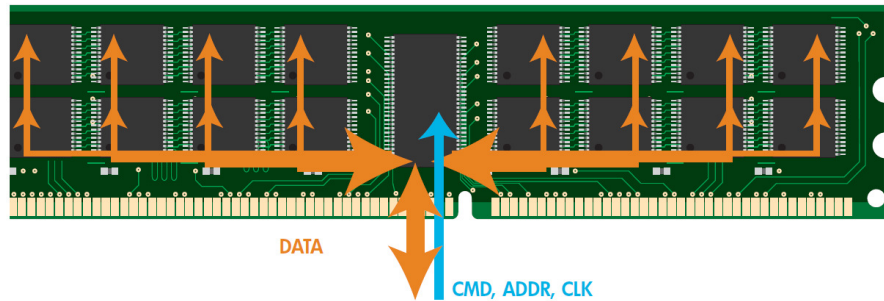 DATA
CMD, ADDR, CLK